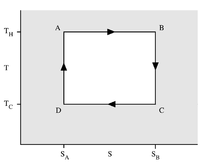 T_H A B
T
T_C D C
S_A S S_B